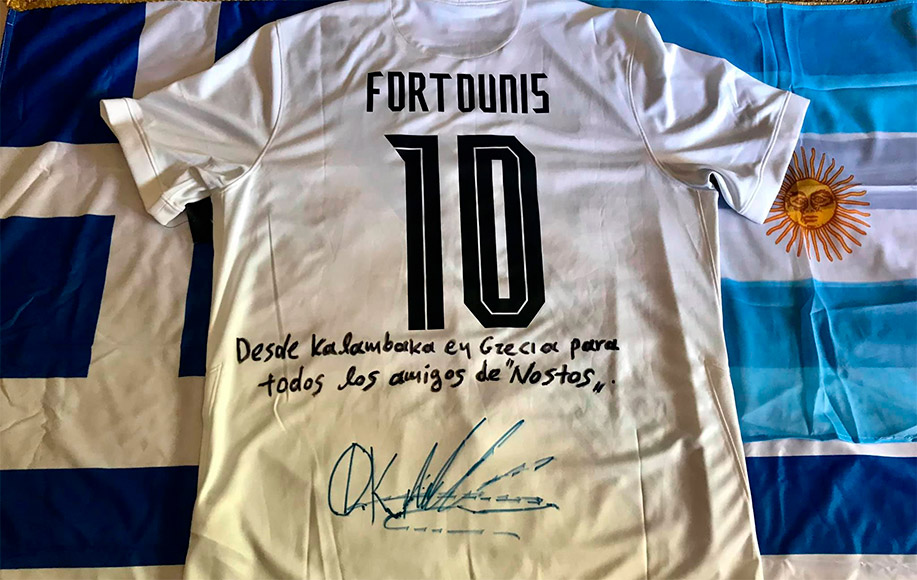 FORTOUNIS
10
Desde Kalambaka en Grecia para
todos los amigos de "Nostos„.